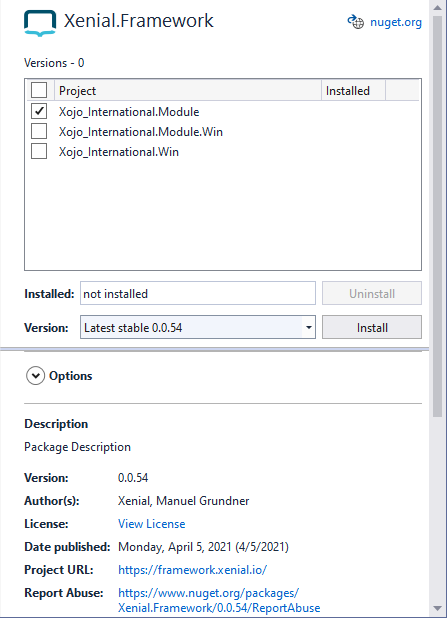 Xenial.Framework
nuget.org
Versions - 0
Project Installed
Xojo_International.Module
Xojo_International.Module.Win
Xojo_International.Win
Installed: not installed Uninstall
Version: Latest stable 0.0.54 Install
Options
Description
Package Description
Version: 0.0.54
Author(s): Xenial, Manuel Grundner
License: View License
Date published: Monday, April 5, 2021 (4/5/2021)
Project URL: https://framework.xenial.io/
Report Abuse: https://www.nuget.org/packages/
Xenial.Framework/0.0.54/ReportAbuse